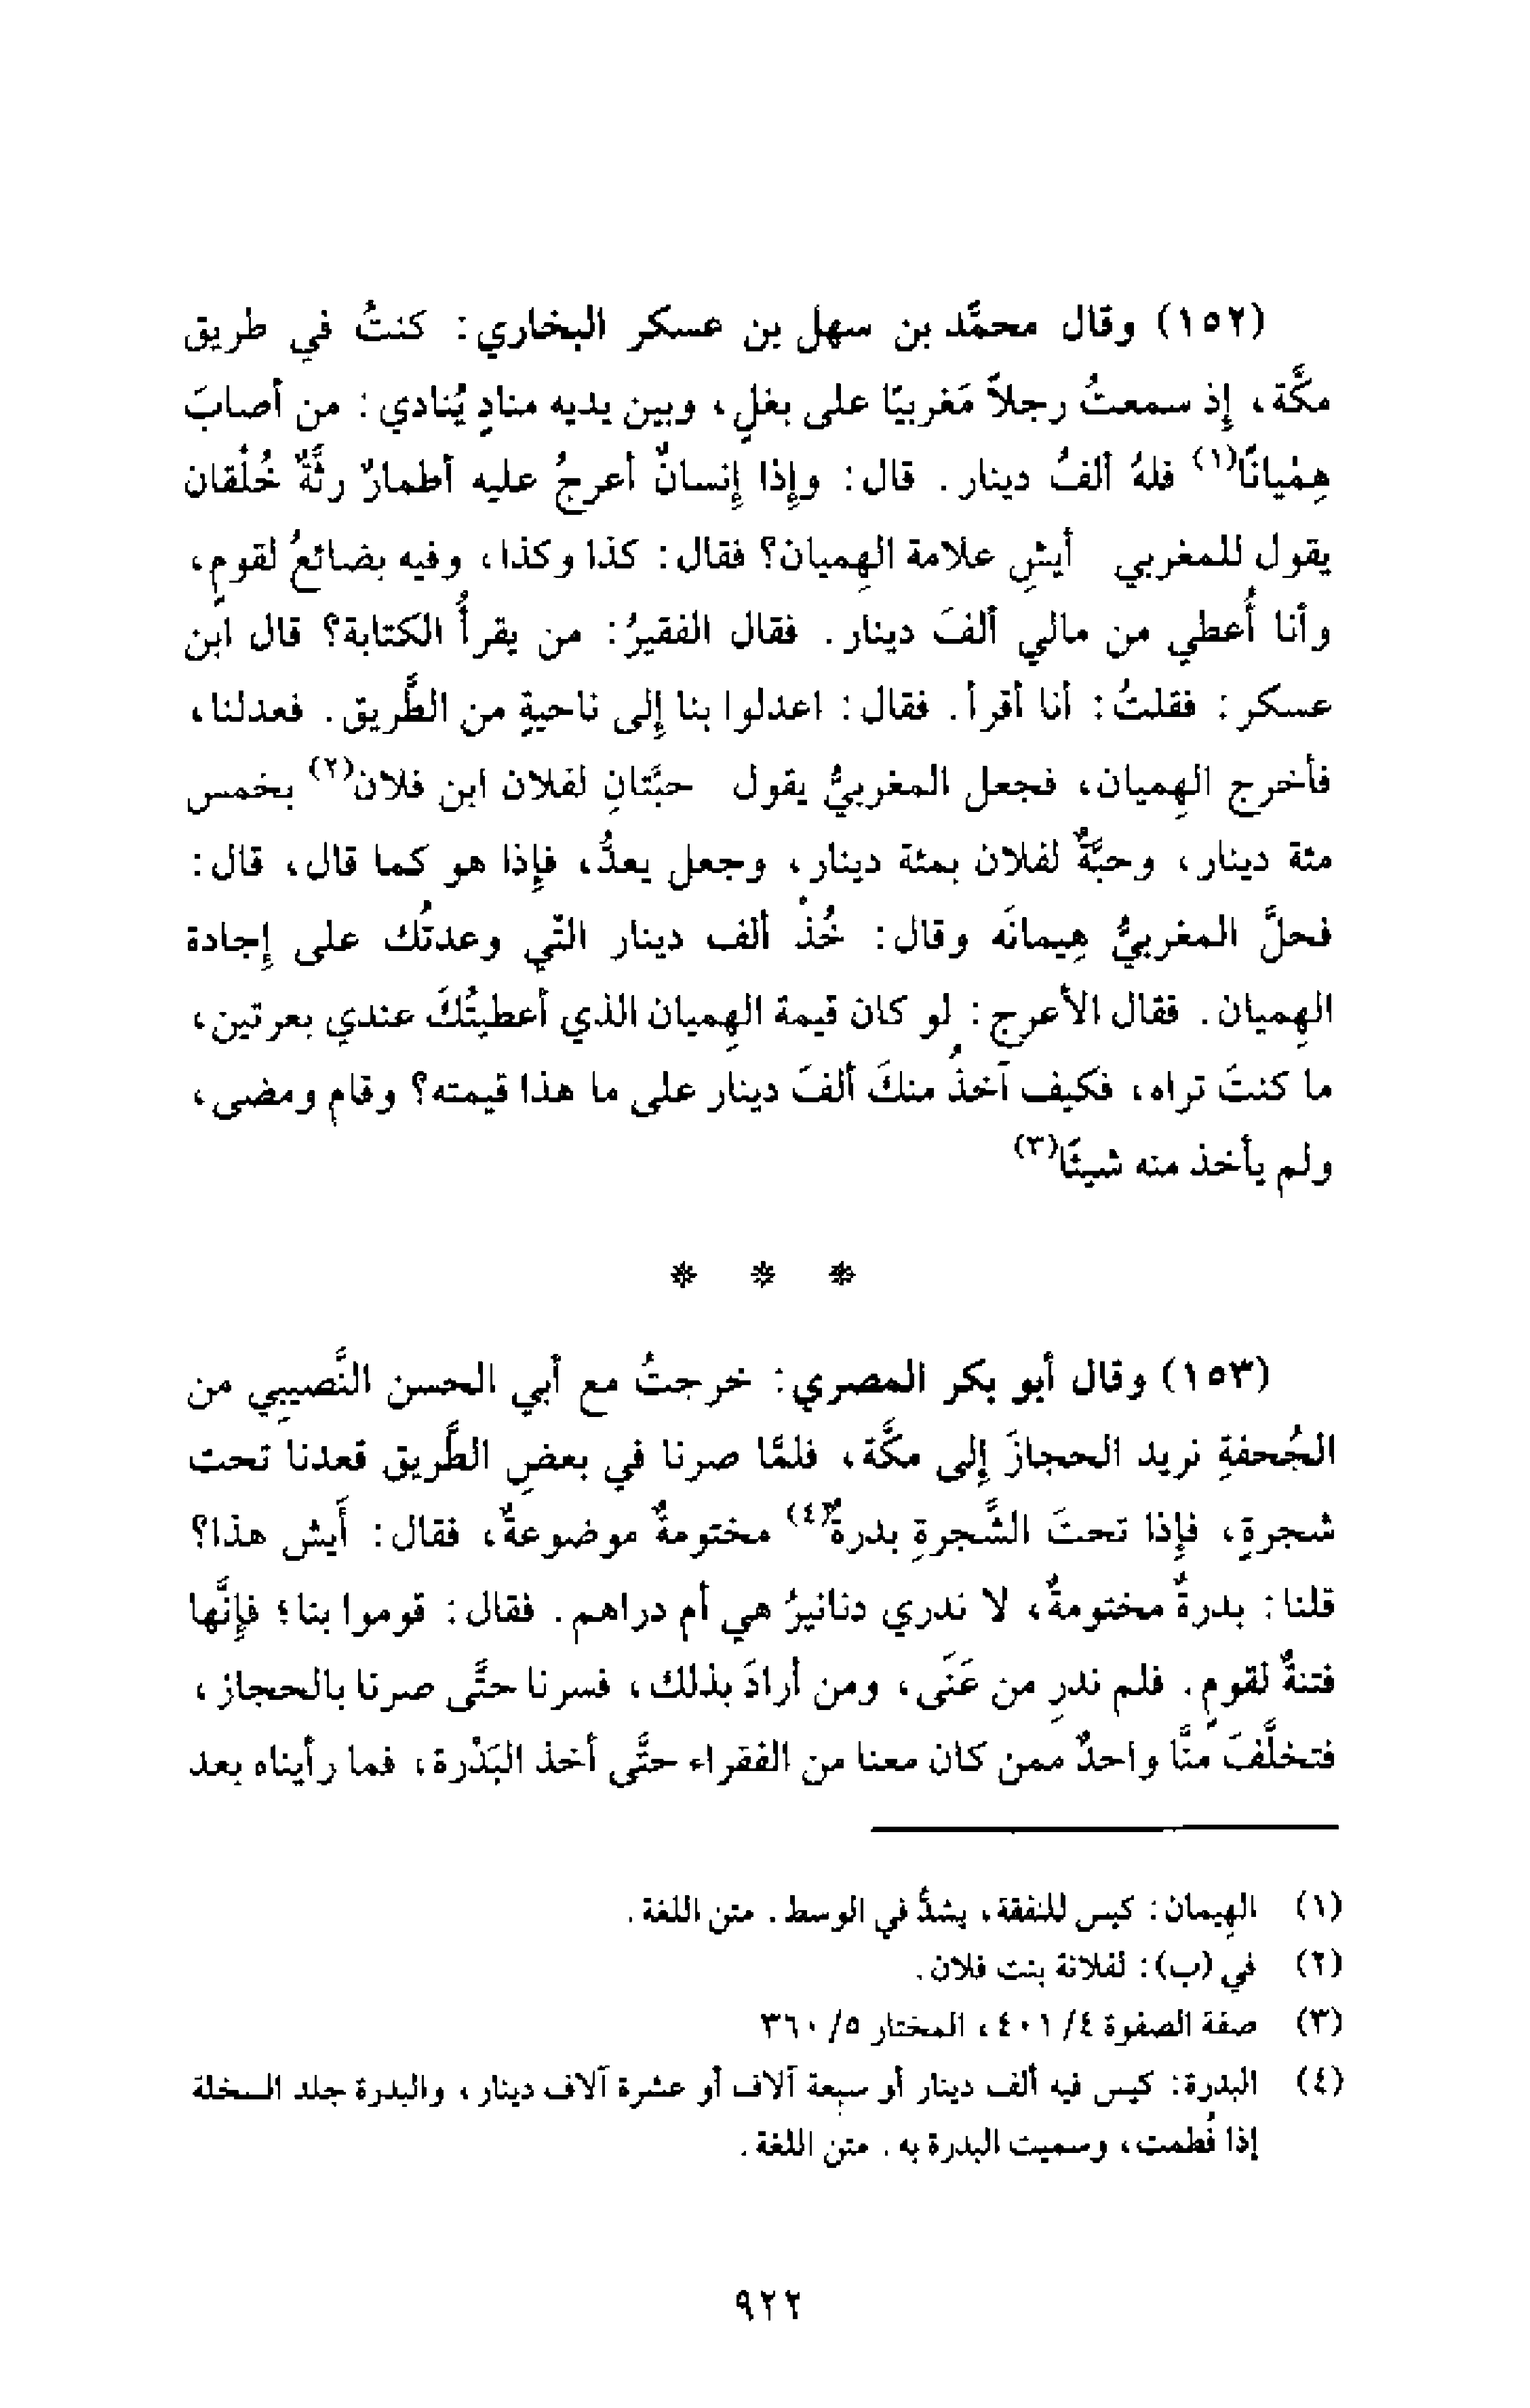 (١٥٢) وقال محمَّد بن سهل بن عسكر البخاري: كنتُ في طريق
مكَّة، إذ سمعتُ رجلاً مَغربيًا على بغلٍ، وبين يديه منادٍ يُنادي: من أصابَ
هِمْيانًا(١) فلهُ ألفُ دينار. قال: وإذا إنسانٌ أعرجُ عليه أطمارٌ رثَّةٌ خُلْقان
يقول للمغربي أيشِ علامة الهِميان؟ فقال: كذا وكذا، وفيه بضائعُ لقومٍ،
وأنا أُعطي من مالي ألفَ دينار. فقال الفقيرُ: من يقرأُ الكتابة؟ قال ابن
عسكر: فقلتُ: أنا أقرأ. فقال: اعدلوا بنا إلى ناحيةٍ من الطَّريق. فعدلنا،
فأخرج الهِميان، فجعل المغربيُّ يقول حبَّتانِ لفلان ابن فلان(٢) بخمس
مئة دينار، وحبَّةٌ لفلان بمئة دينار، وجعل يعدُّ، فإذا هو كما قال، قال:
فحلَّ المغربيُّ هِيمانَه وقال: خُذْ ألف دينار التّي وعدتُك على إجادة
الهِميان. فقال الأعرج: لو كان قيمة الهِميان الذي أعطيتُكَ عندي بعرتين،
ما كنتَ تراه، فكيف آخذُ منكَ ألفَ دينار على ما هذا قيمته؟ وقام ومضى،
ولم يأخذ منه شيئًا(٣)
* * *
(١٥٣) وقال أبو بكر المصري: خرجتُ مع أبي الحسن النَّصيبِي من
الجُحفةِ نريد الحجازَ إلى مكَّة، فلمَّا صرنا في بعضِ الطَّريق قعدنا تحت
شجرةٍ، فإذا تحتَ الشَّجرةِ بدرةٌ(٤) مختومةٌ موضوعةٌ، فقال: أَيش هذا؟
قلنا: بدرةٌ مختومةٌ، لا ندري دنانيرُ هي أم دراهم. فقال: قوموا بنا؛ فإنَّها
فتنةٌ لقومٍ. فلم ندرِ من عَنَى، ومن أرادَ بذلك، فسرنا حتَّى صرنا بالحجاز،
فتخلَّفَ منَّا واحدٌ ممن كان معنا من الفقراء حتَّى أخذ البَدْرة، فما رأيناه بعد
(١) الهِيمان: كيس للنفقة، يشدُّ في الوسط. متن اللغة.
(٢) في (ب): لفلانة بنت فلان.
(٣) صفة الصفوة ٤/ ٤٠١، المختار ٥/ ٣٦٠
(٤) البدرة: كيس فيه ألف دينار أو سبعة آلاف أو عشرة آلاف دينار، والبدرة جلد السخلة
إذا فُطمت، وسميت البدرة به. متن اللغة.
٩٢٢